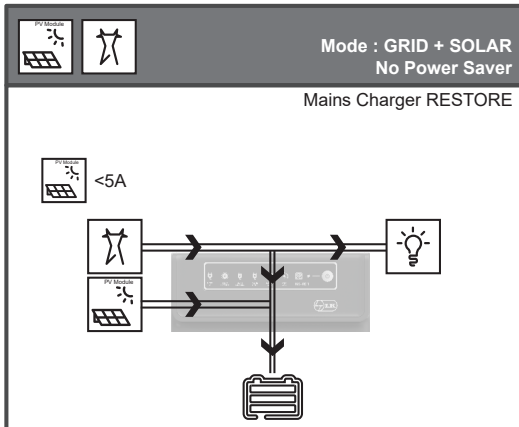 PV Module
Mode : GRID + SOLAR
No Power Saver
Mains Charger RESTORE
PV Module
<5A
PV Module